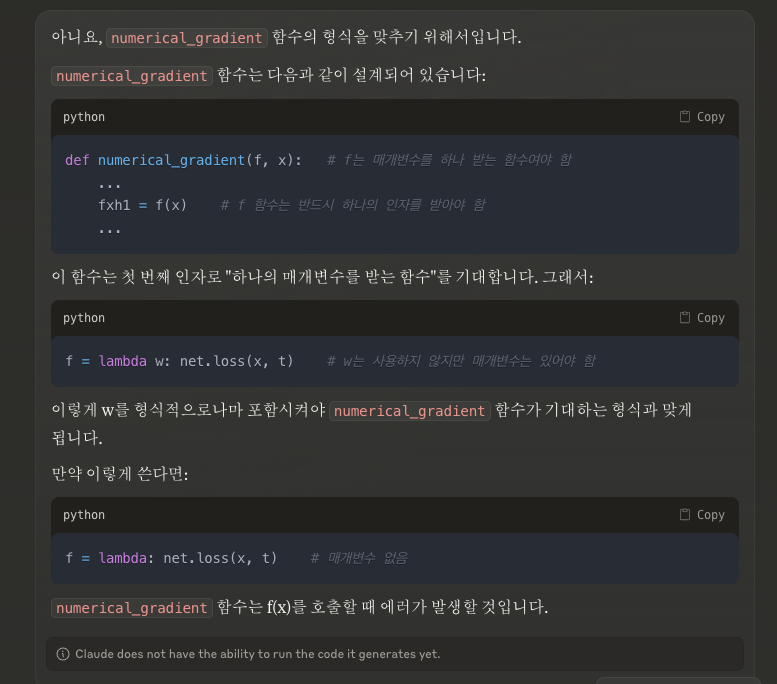 아니요, numerical_gradient 함수의 형식을 맞추기 위해서입니다.
numerical_gradient 함수는 다음과 같이 설계되어 있습니다:
python Copy
def numerical_gradient(f, x):   # f는 매개변수를 하나 받는 함수여야 함
    ...
    fxh1 = f(x)    # f 함수는 반드시 하나의 인자를 받아야 함
    ...
이 함수는 첫 번째 인자로 "하나의 매개변수를 받는 함수"를 기대합니다. 그래서:
python Copy
f = lambda w: net.loss(x, t)    # w는 사용하지 않지만 매개변수는 있어야 함
이렇게 w를 형식적으로나마 포함시켜야 numerical_gradient 함수가 기대하는 형식과 맞게
됩니다.
만약 이렇게 쓴다면:
python Copy
f = lambda: net.loss(x, t)    # 매개변수 없음
numerical_gradient 함수는 f(x)를 호출할 때 에러가 발생할 것입니다.
Claude does not have the ability to run the code it generates yet.